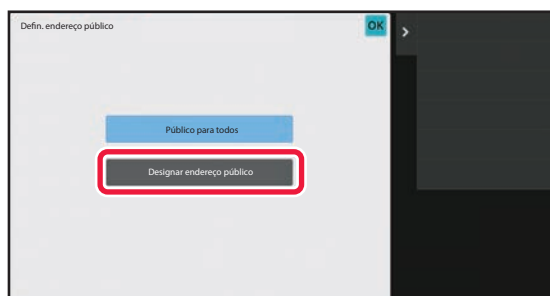 Defin. endereço público
OK
Público para todos
Designar endereço público